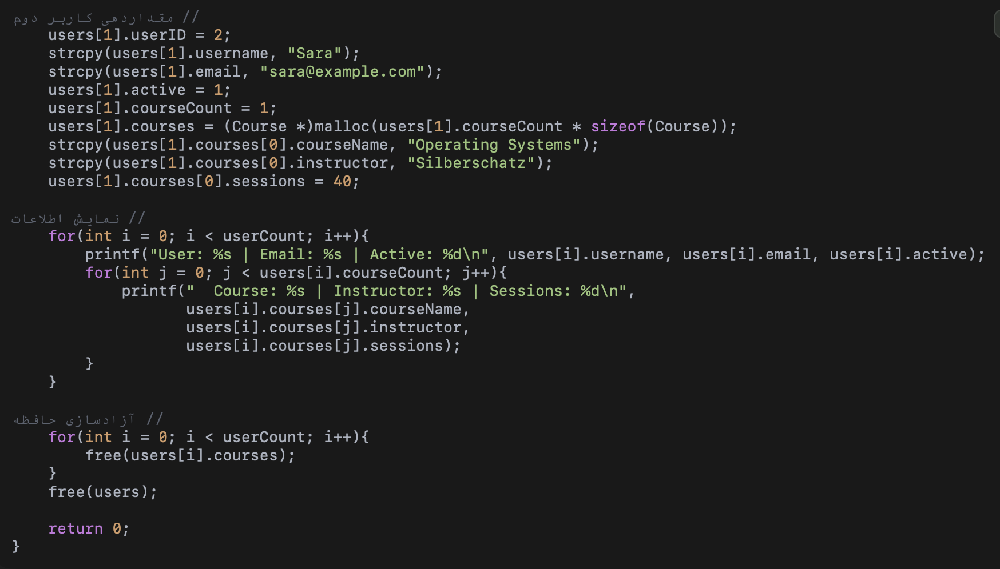 // مقداردهی کاربر دوم
users[1].userID = 2;
strcpy(users[1].username, "Sara");
strcpy(users[1].email, "sara@example.com");
users[1].active = 1;
users[1].courseCount = 1;
users[1].courses = (Course *)malloc(users[1].courseCount * sizeof(Course));
strcpy(users[1].courses[0].courseName, "Operating Systems");
strcpy(users[1].courses[0].instructor, "Silberschatz");
users[1].courses[0].sessions = 40;
// نمایش اطلاعات
for(int i = 0; i < userCount; i++){
printf("User: %s | Email: %s | Active: %d\n", users[i].username, users[i].email, users[i].active);
for(int j = 0; j < users[i].courseCount; j++){
printf("  Course: %s | Instructor: %s | Sessions: %d\n",
users[i].courses[j].courseName,
users[i].courses[j].instructor,
users[i].courses[j].sessions);
}
}
// آزادسازی حافظه
for(int i = 0; i < userCount; i++){
free(users[i].courses);
}
free(users);
return 0;
}